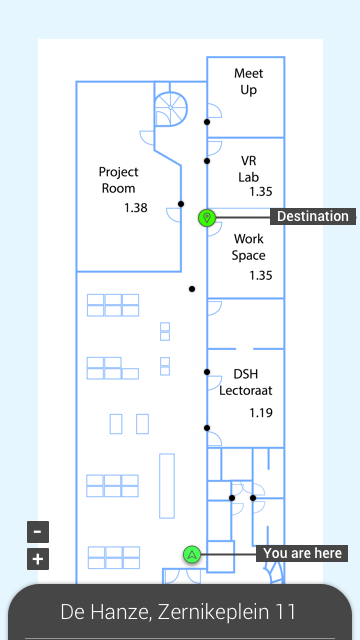 Meet
Up
VR
Lab
1.35
Project
Room
1.38
Destination
Work
Space
1.35
DSH
Lectoraat
1.19
-
+
You are here
De Hanze, Zernikeplein 11